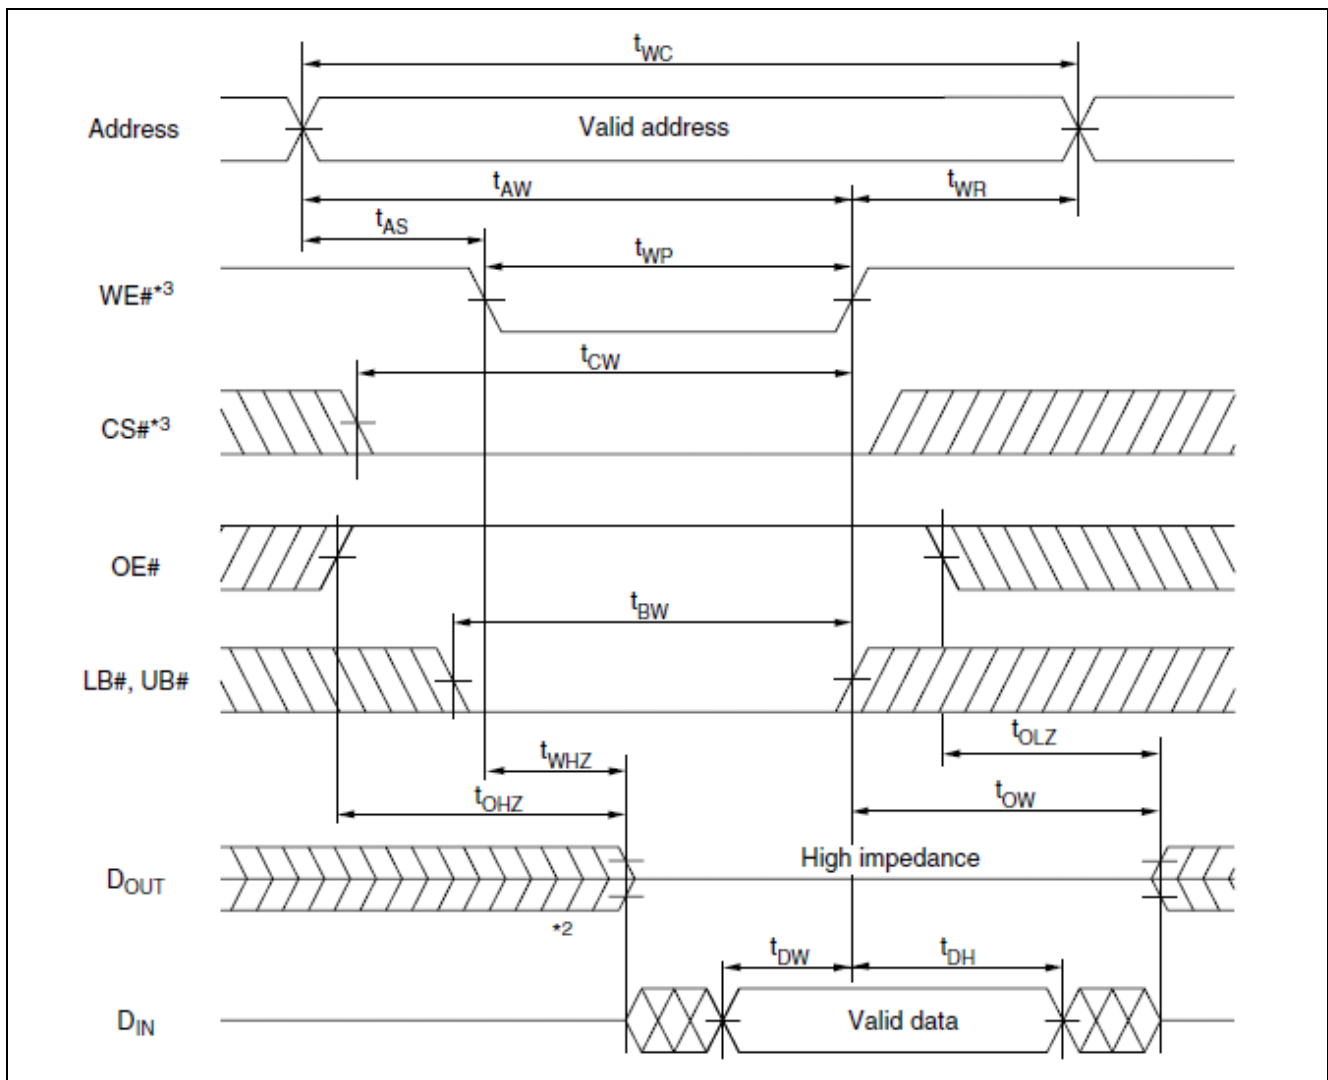 tWC
Address
Valid address
tAW
tWR
tAS
tWP
WE#*3
tCW
CS#*3
OE#
tBW
LB#, UB#
tOLZ
tWHZ
tOHZ
tOW
High impedance
DOUT
*2
tDW
tDH
DIN
Valid data